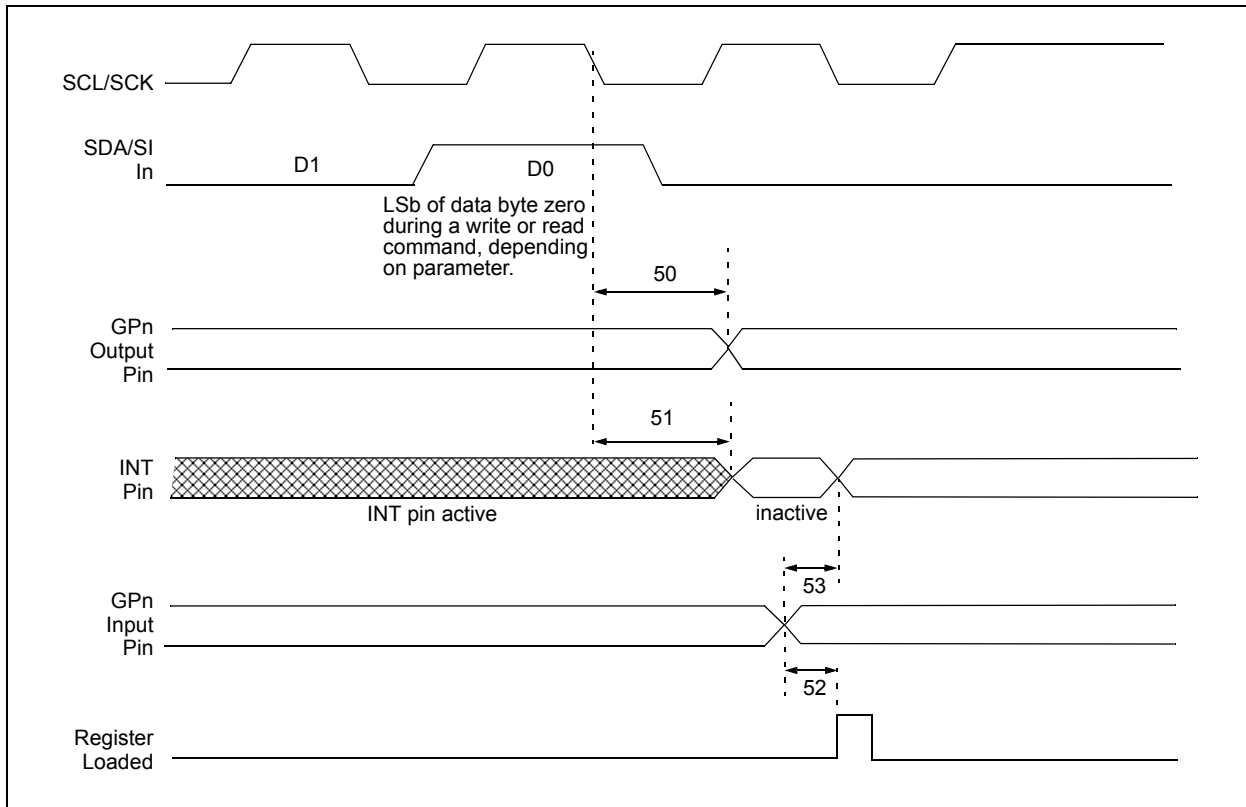 SCL/SCK
SDA/SI
In
D1
D0
LSb of data byte zero
during a write or read
command, depending
on parameter.
50
GPn
Output
Pin
51
INT
Pin
INT pin active
inactive
53
GPn
Input
Pin
52
Register
Loaded